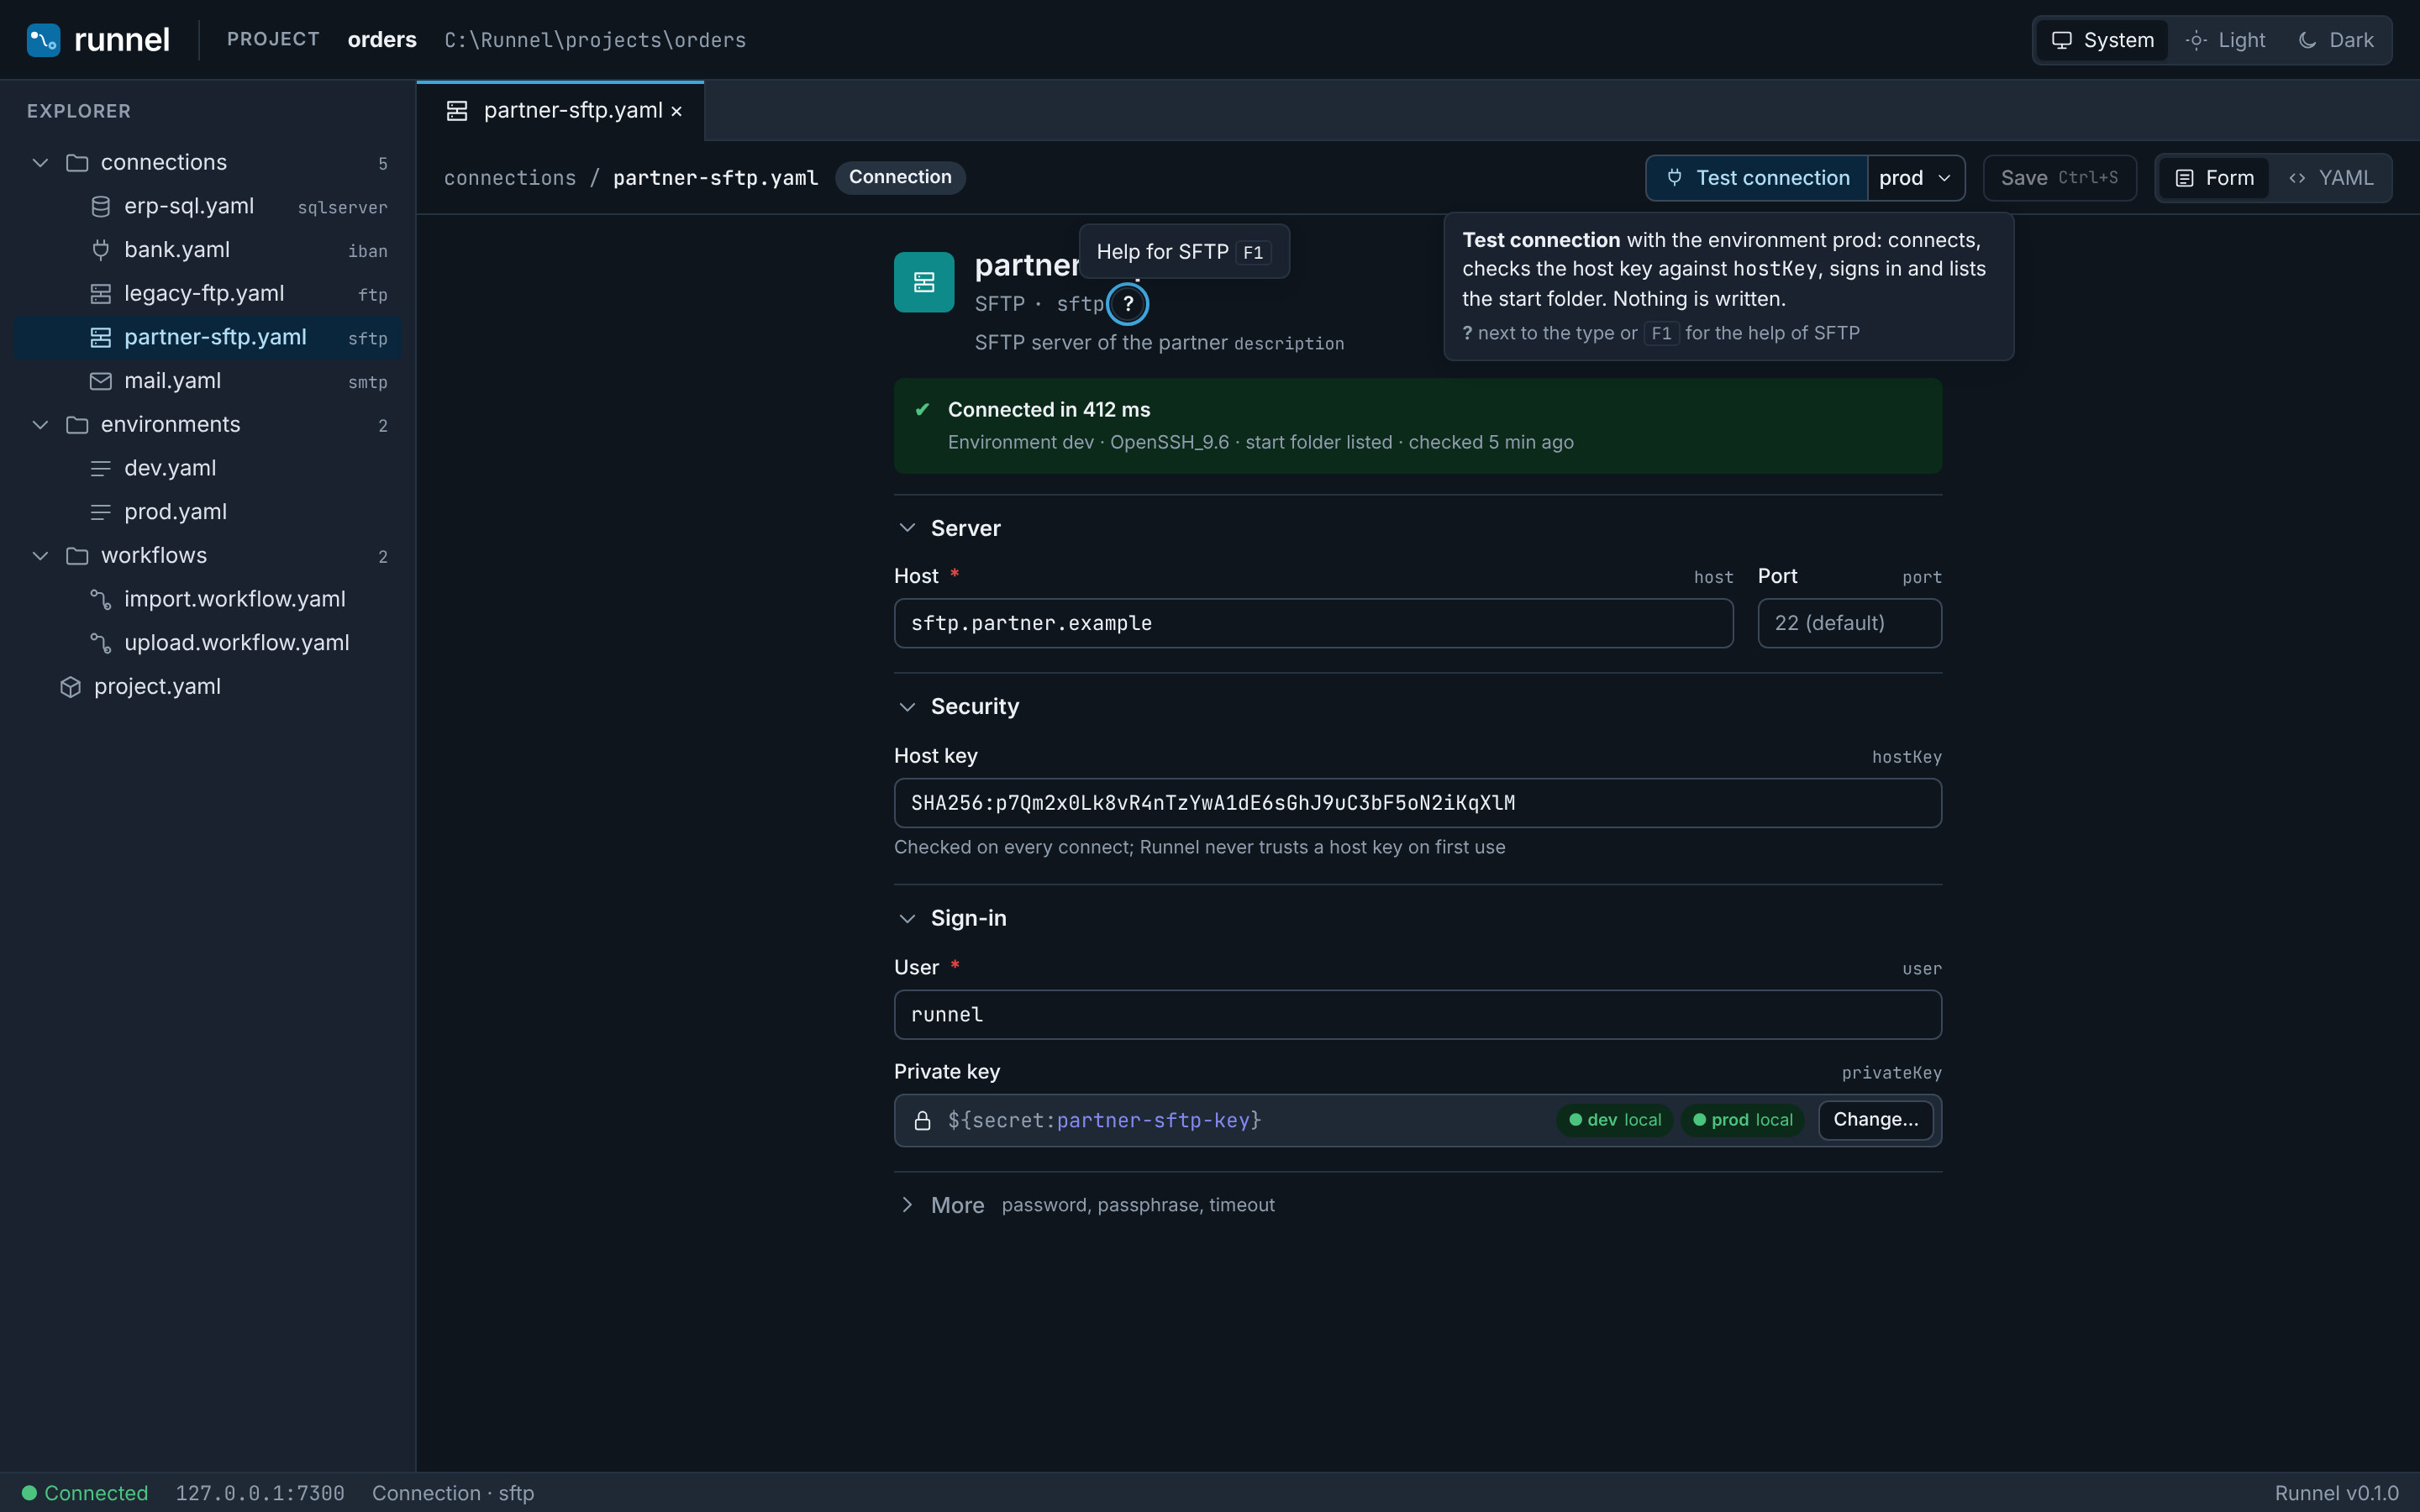 runnel PROJECT orders C:\Runnel\projects\orders System Light Dark
EXPLORER
connections 5
erp-sql.yaml sqlserver
bank.yaml iban
legacy-ftp.yaml ftp
partner-sftp.yaml sftp
mail.yaml smtp
environments 2
dev.yaml
prod.yaml
workflows 2
import.workflow.yaml
upload.workflow.yaml
project.yaml
partner-sftp.yaml ×
connections / partner-sftp.yaml Connection Test connection prod Save Ctrl+S Form YAML
Help for SFTP F1
Test connection with the environment prod: connects,
checks the host key against hostKey, signs in and lists
the start folder. Nothing is written.
? next to the type or F1 for the help of SFTP
partner
SFTP · sftp ?
SFTP server of the partner description
✔ Connected in 412 ms
Environment dev · OpenSSH_9.6 · start folder listed · checked 5 min ago
Server
Host * host Port port
sftp.partner.example 22 (default)
Security
Host key hostKey
SHA256:p7Qm2x0Lk8vR4nTzYwA1dE6sGhJ9uC3bF5oN2iKqXlM
Checked on every connect; Runnel never trusts a host key on first use
Sign-in
User * user
runnel
Private key privateKey
${secret:partner-sftp-key} dev local prod local Change...
More password, passphrase, timeout
Connected 127.0.0.1:7300 Connection · sftp Runnel v0.1.0